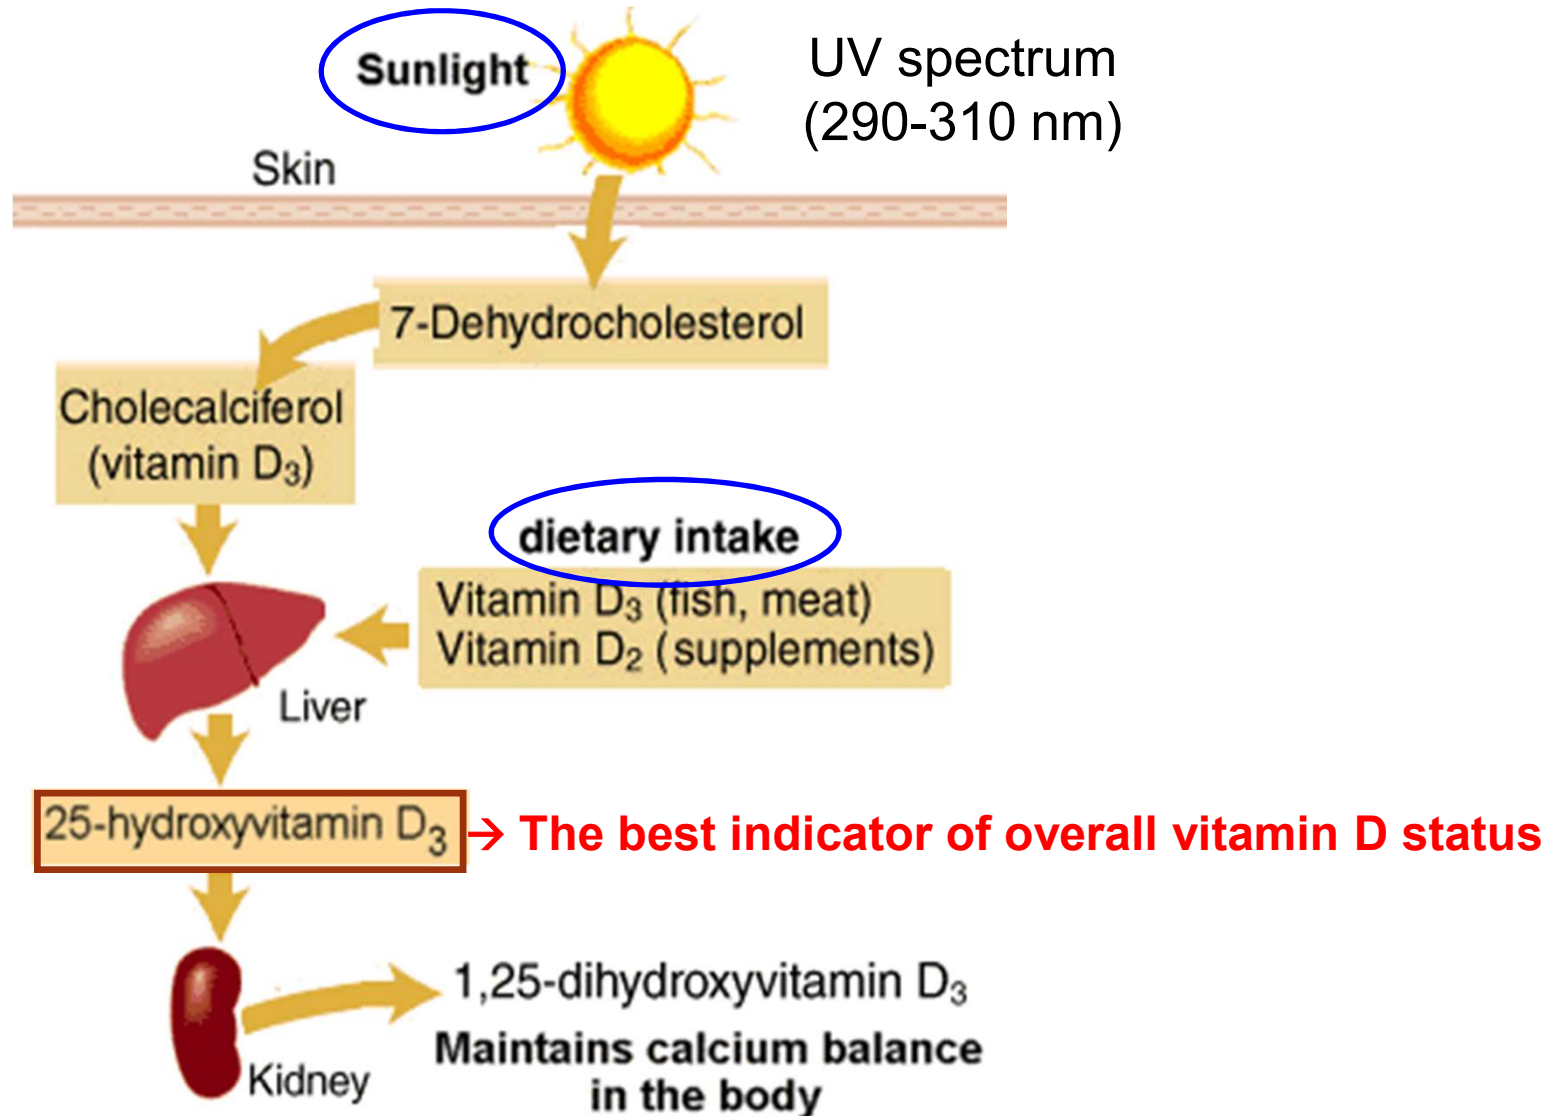 Sunlight
UV spectrum
(290-310 nm)
Skin
7-Dehydrocholesterol
Cholecalciferol
(vitamin D₃)
dietary intake
Vitamin D₃ (fish, meat)
Vitamin D₂ (supplements)
Liver
25-hydroxyvitamin D₃ → The best indicator of overall vitamin D status
1,25-dihydroxyvitamin D₃
Maintains calcium balance
in the body
Kidney